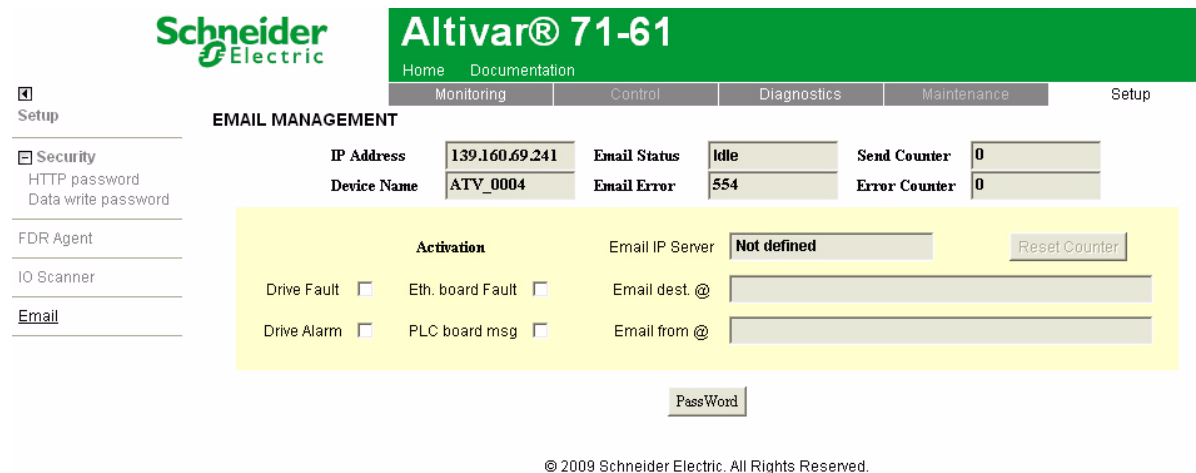 Schneider Electric
Altivar® 71-61
Home Documentation
Monitoring Control Diagnostics Maintenance Setup
Setup
Security
HTTP password
Data write password
FDR Agent
IO Scanner
Email
EMAIL MANAGEMENT
IP Address 139.160.69.241 Email Status Idle Send Counter 0
Device Name ATV_0004 Email Error 554 Error Counter 0
Activation Email IP Server Not defined Reset Counter
Drive Fault Eth. board Fault Email dest. @
Drive Alarm PLC board msg Email from @
PassWord
© 2009 Schneider Electric. All Rights Reserved.